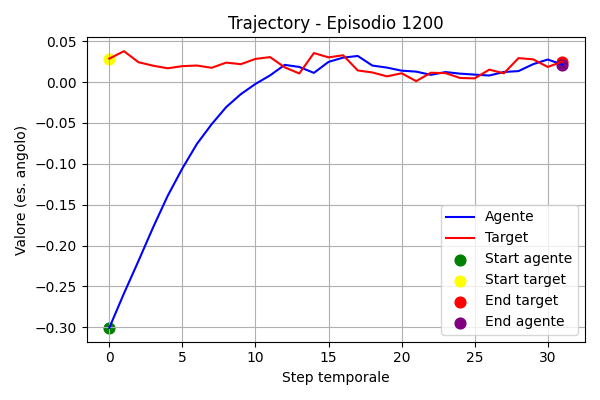 Trajectory - Episodio 1200
Valore (es. angolo)
0.05
0.00
−0.05
−0.10
−0.15
−0.20
−0.25
−0.30
0
5
10
15
20
25
30
Step temporale
Agente
Target
Start agente
Start target
End target
End agente